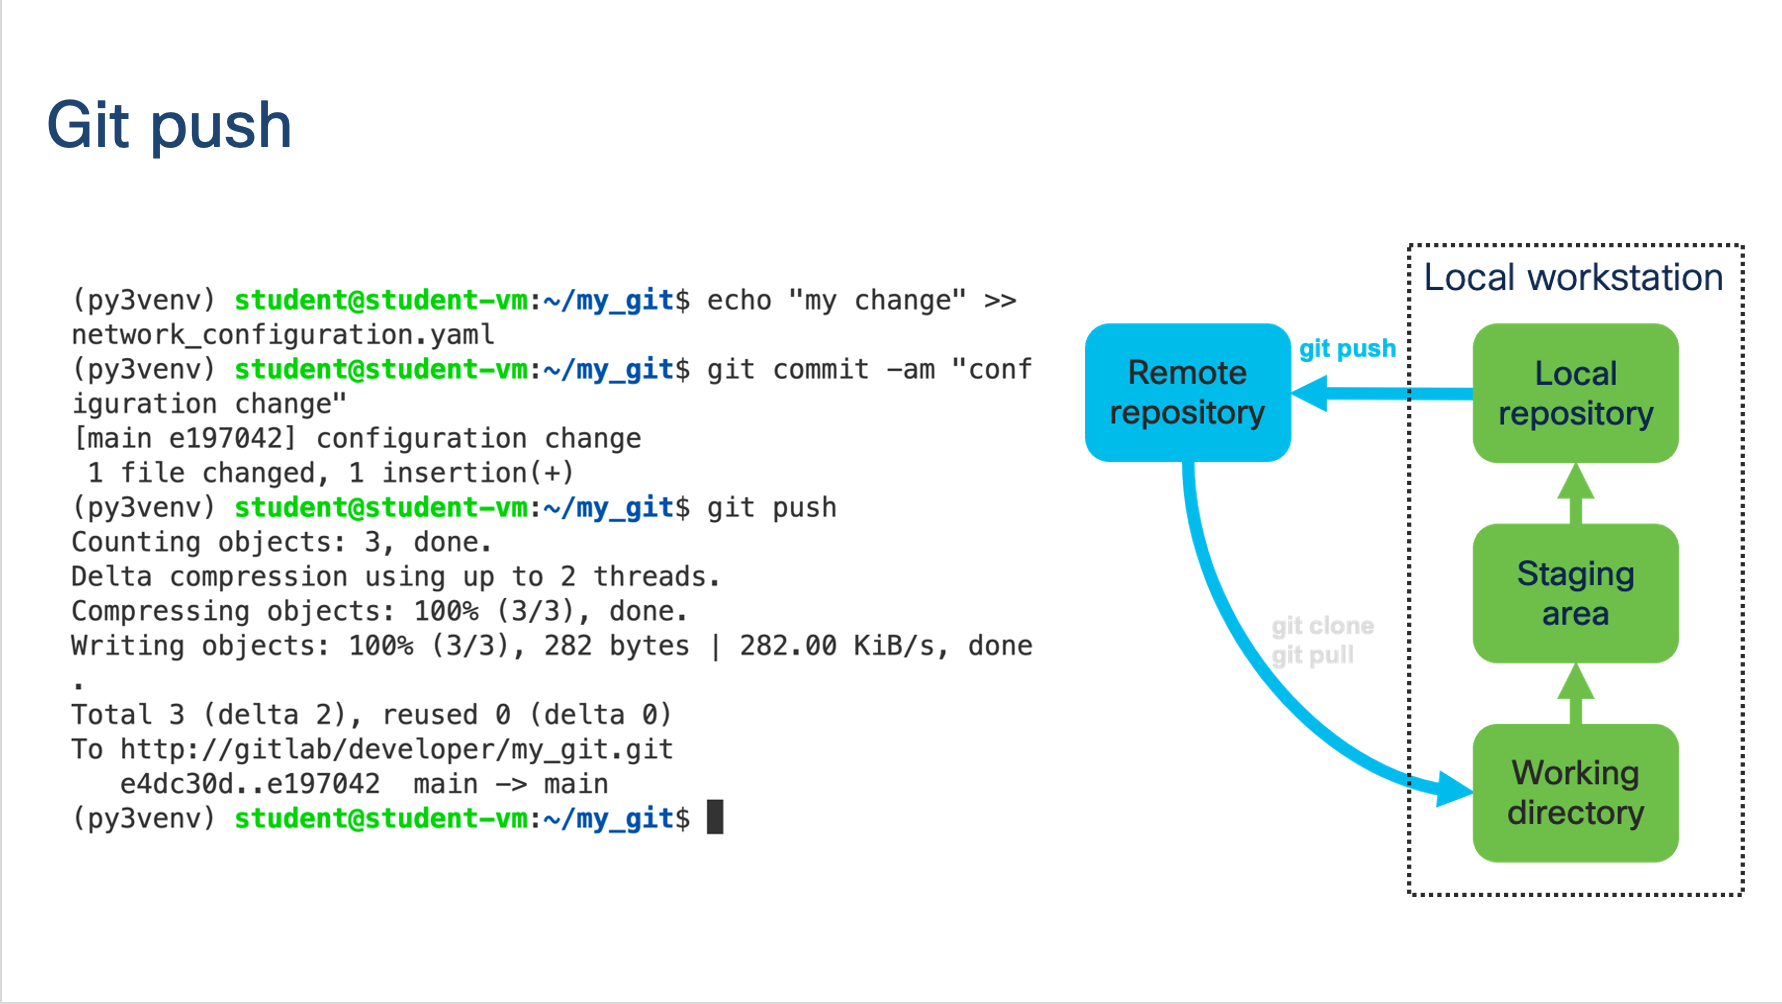 Git push
(py3venv) student@student-vm:~/my_git$ echo "my change" >>
network_configuration.yaml
(py3venv) student@student-vm:~/my_git$ git commit -am "conf
iguration change"
[main e197042] configuration change
 1 file changed, 1 insertion(+)
(py3venv) student@student-vm:~/my_git$ git push
Counting objects: 3, done.
Delta compression using up to 2 threads.
Compressing objects: 100% (3/3), done.
Writing objects: 100% (3/3), 282 bytes | 282.00 KiB/s, done
.
Total 3 (delta 2), reused 0 (delta 0)
To http://gitlab/developer/my_git.git
   e4dc30d..e197042  main -> main
(py3venv) student@student-vm:~/my_git$
Local workstation
Remote
repository
git push
Local
repository
Staging
area
git clone
git pull
Working
directory